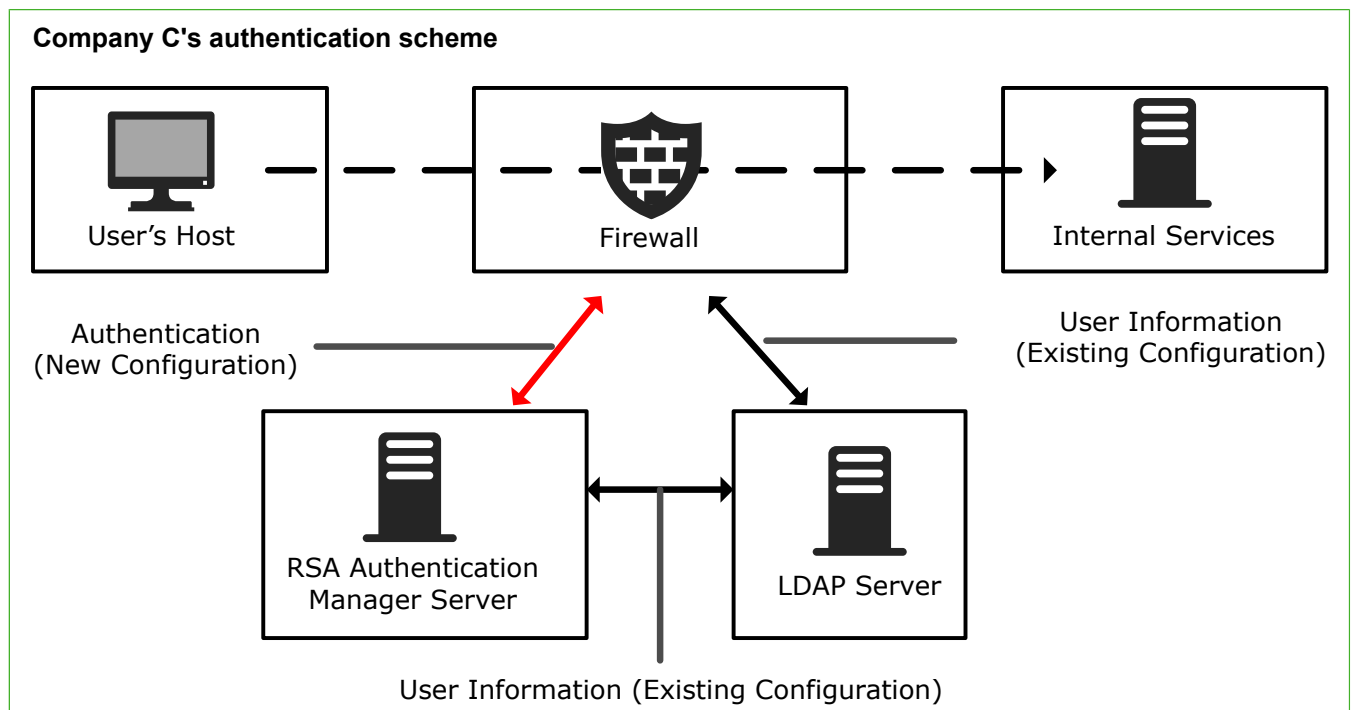 Company C's authentication scheme
User's Host
Firewall
Internal Services
Authentication
(New Configuration)
User Information
(Existing Configuration)
RSA Authentication
Manager Server
LDAP Server
User Information (Existing Configuration)